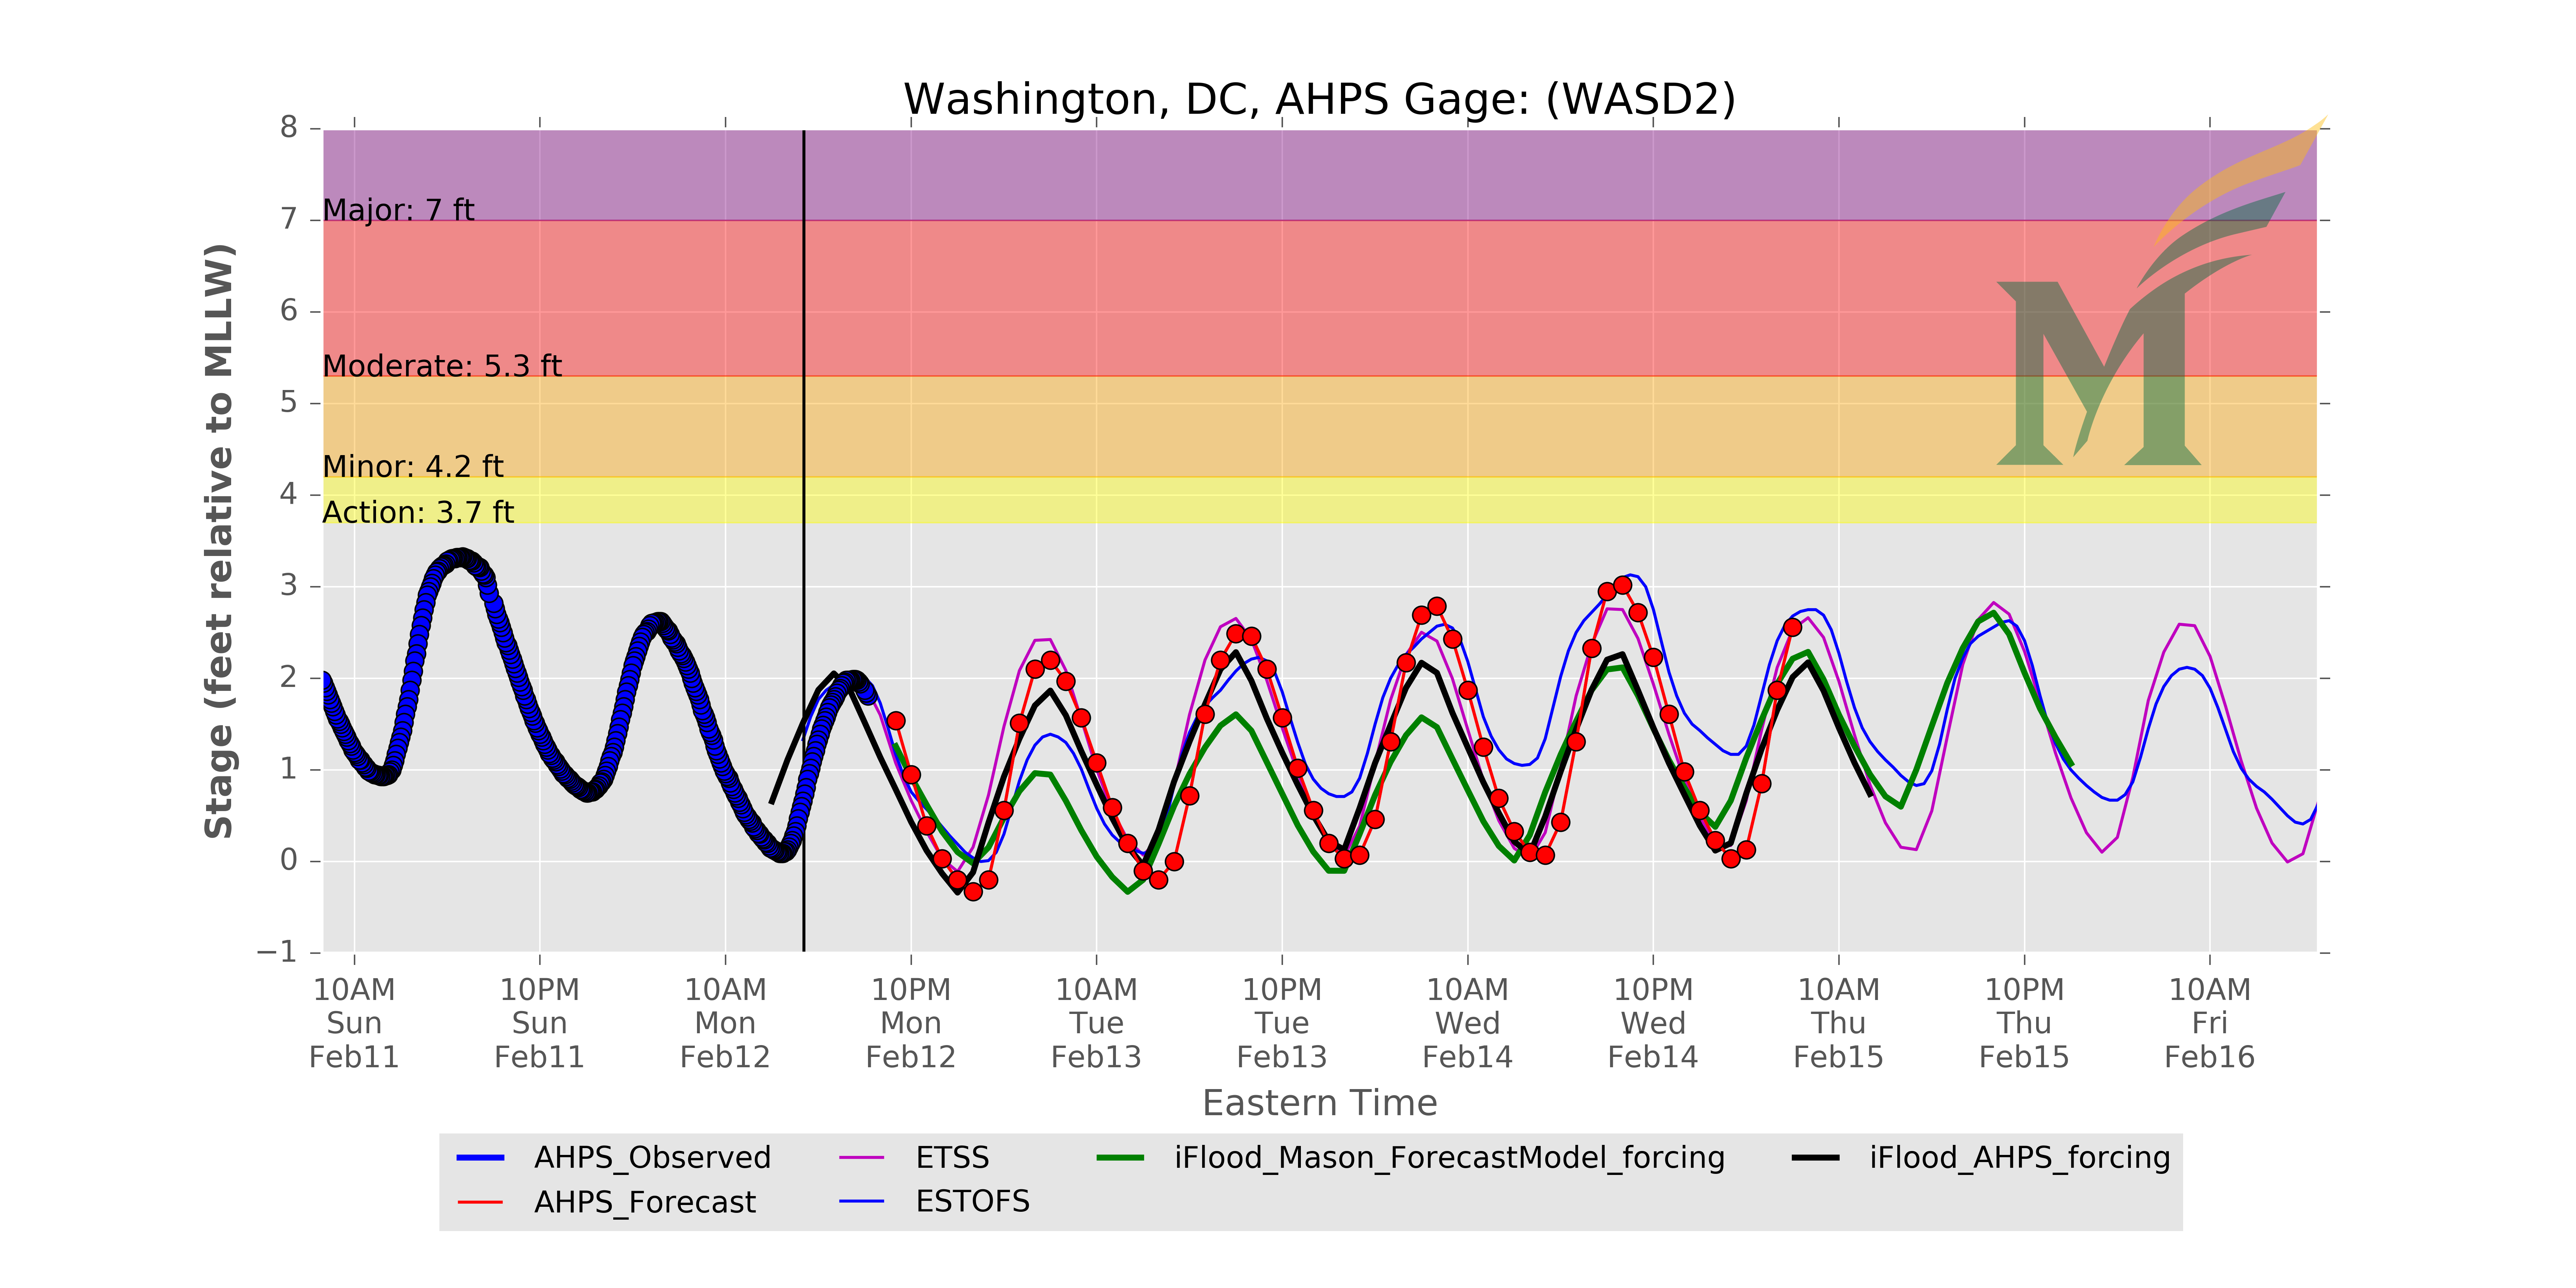 Washington, DC, AHPS Gage: (WASD2)
Stage (feet relative to MLLW)
8
7
6
5
4
3
2
1
0
−1
Major: 7 ft
Moderate: 5.3 ft
Minor: 4.2 ft
Action: 3.7 ft
10AM 10PM 10AM 10PM 10AM 10PM 10AM 10PM 10AM 10PM 10AM
Sun Sun Mon Mon Tue Tue Wed Wed Thu Thu Fri
Feb11 Feb11 Feb12 Feb12 Feb13 Feb13 Feb14 Feb14 Feb15 Feb15 Feb16
Eastern Time
AHPS_Observed ETSS iFlood_Mason_ForecastModel_forcing iFlood_AHPS_forcing
AHPS_Forecast ESTOFS
M